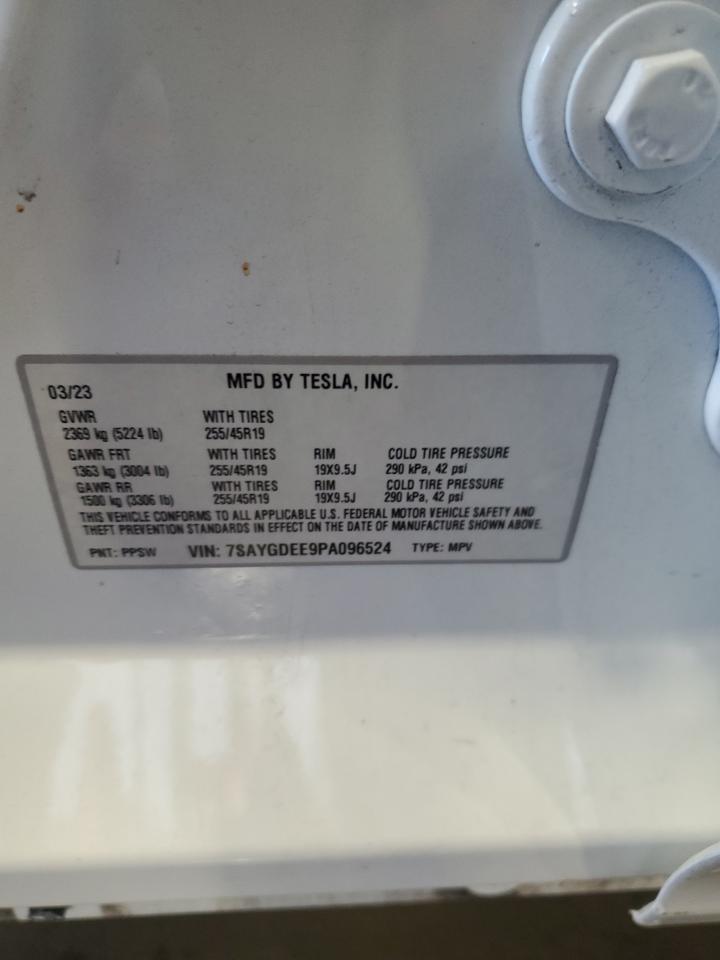 03/23 MFD BY TESLA, INC.
GVWR WITH TIRES
2369 kg (5224 lb) 255/45R19
GAWR FRT WITH TIRES RIM COLD TIRE PRESSURE
1363 kg (3004 lb) 255/45R19 19X9.5J 290 kPa, 42 psi
GAWR RR WITH TIRES RIM COLD TIRE PRESSURE
1500 kg (3306 lb) 255/45R19 19X9.5J 290 kPa, 42 psi
THIS VEHICLE CONFORMS TO ALL APPLICABLE U.S. FEDERAL MOTOR VEHICLE SAFETY AND
THEFT PREVENTION STANDARDS IN EFFECT ON THE DATE OF MANUFACTURE SHOWN ABOVE.
PNT: PPSW VIN: 7SAYGDEE9PA096524 TYPE: MPV